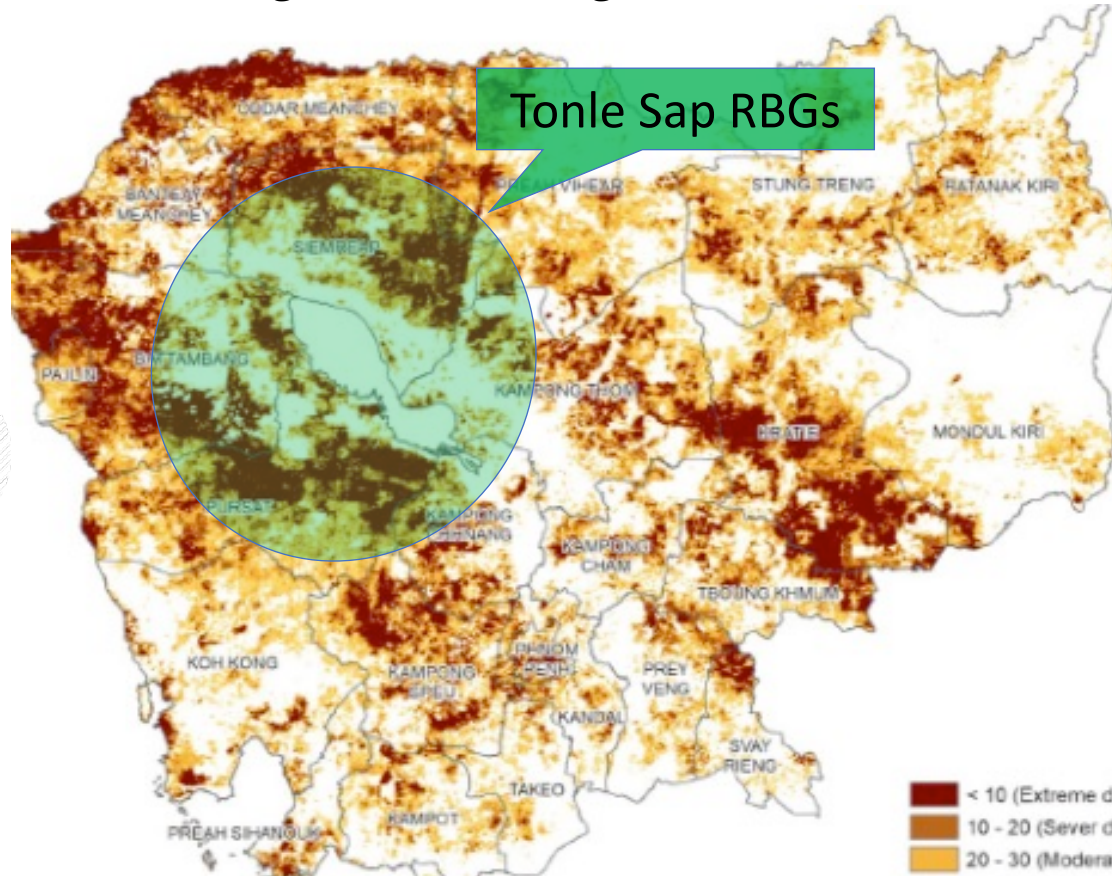 Tonle Sap RBGs
ODDAR MEANCHEY
BANTEAY
MEANCHEY
PREAH VIHEAR
STUNG TRENG
RATANAK KIRI
SIEMREAP
BATTAMBANG
PAILIN
KAMPONG THOM
KRATIE
MONDUL KIRI
PURSAT
KAMPONG
CHHNANG
KAMPONG
CHAM
TBOUNG KHMUM
KOH KONG
KAMPONG
SPEU
PHNOM
PENH
PREY
VENG
KANDAL
SVAY
RIENG
TAKEO
KAMPOT
PREAH SIHANOUK
< 10 (Extreme d
10 - 20 (Sever d
20 - 30 (Modera